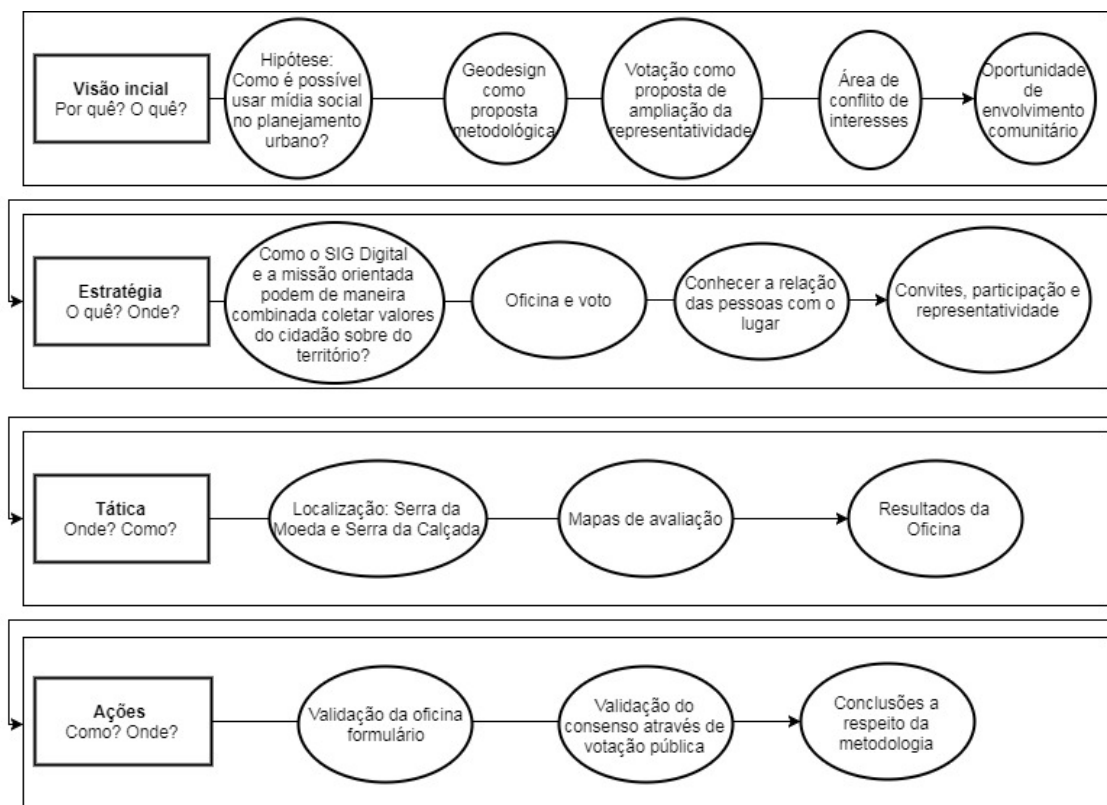 Visão incial
Por quê? O quê?
Hipótese:
Como é possível
usar mídia social
no planejamento
urbano?
Geodesign
como
proposta
metodológica
Votação como
proposta de
ampliação da
representatividade
Área de
conflito de
interesses
Oportunidade
de
envolvimento
comunitário
Estratégia
O quê? Onde?
Como o SIG Digital
e a missão orientada
podem de maneira
combinada coletar valores
do cidadão sobre do
território?
Oficina e voto
Conhecer a relação
das pessoas com o
lugar
Convites, participação e
representatividade
Tática
Onde? Como?
Localização: Serra da
Moeda e Serra da Calçada
Mapas de avaliação
Resultados da
Oficina
Ações
Como? Onde?
Validação da oficina
formulário
Validação do
consenso através de
votação pública
Conclusões a
respeito da
metodologia